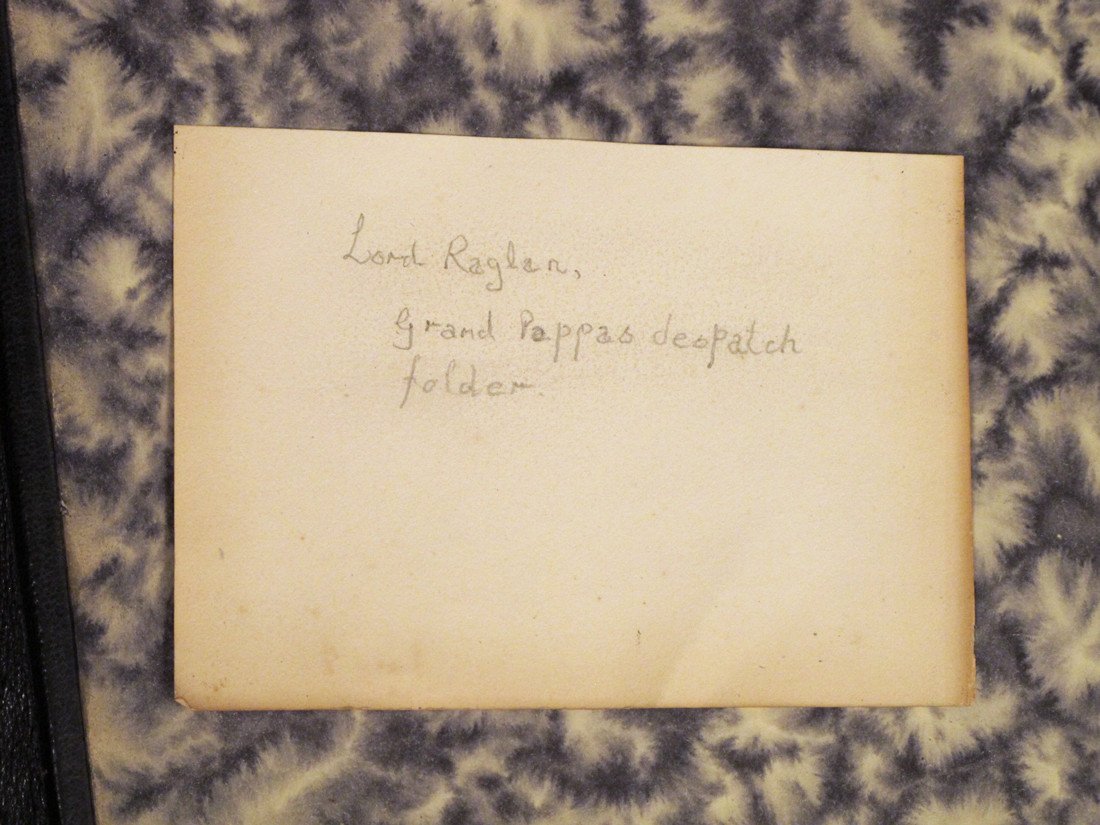 Lord Raglan,
Grand Pappas despatch
folder.